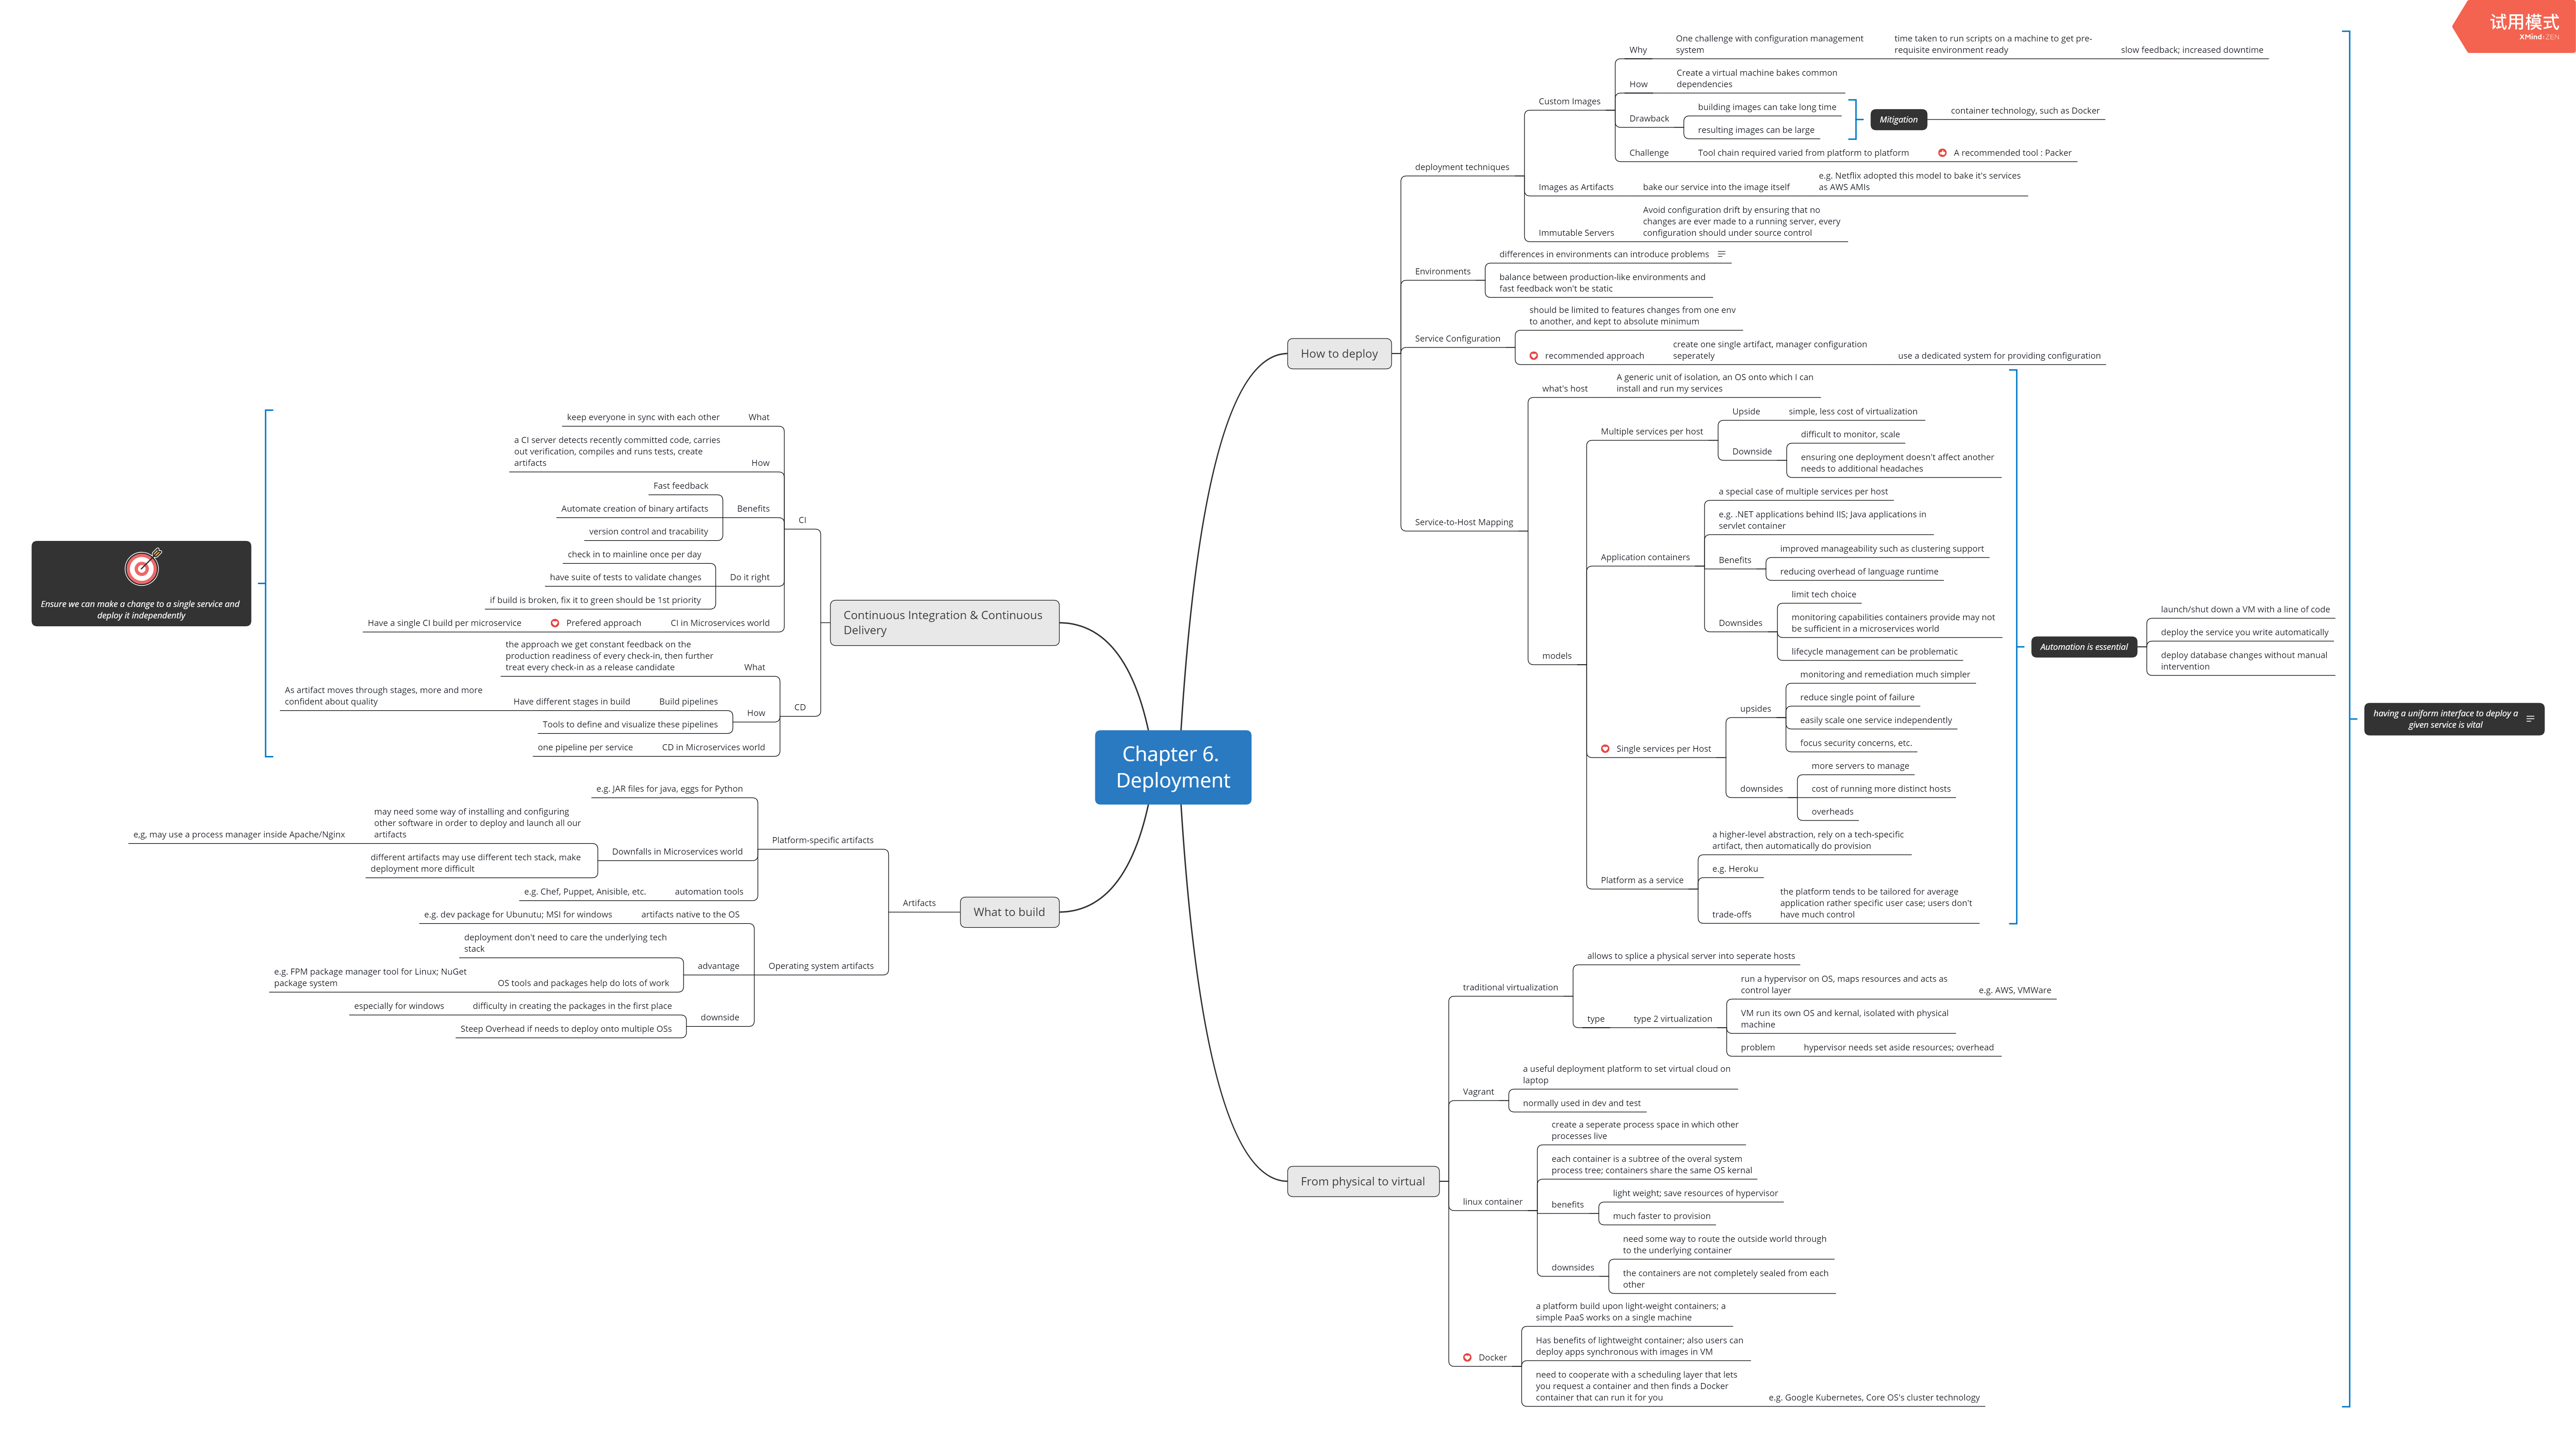 试用模式
XMind:ZEN
Chapter 6.
Deployment
How to deploy
deployment techniques
Custom Images
Why
One challenge with configuration management
system
time taken to run scripts on a machine to get pre-
requisite environment ready
slow feedback; increased downtime
How
Create a virtual machine bakes common
dependencies
Drawback
building images can take long time
resulting images can be large
Mitigation
container technology, such as Docker
Challenge
Tool chain required varied from platform to platform
A recommended tool : Packer
Images as Artifacts
bake our service into the image itself
e.g. Netflix adopted this model to bake it's services
as AWS AMIs
Immutable Servers
Avoid configuration drift by ensuring that no
changes are ever made to a running server, every
configuration should under source control
Environments
differences in environments can introduce problems
balance between production-like environments and
fast feedback won't be static
Service Configuration
should be limited to features changes from one env
to another, and kept to absolute minimum
recommended approach
create one single artifact, manager configuration
seperately
use a dedicated system for providing configuration
Service-to-Host Mapping
what's host
A generic unit of isolation, an OS onto which I can
install and run my services
models
Multiple services per host
Upside
simple, less cost of virtualization
Downside
difficult to monitor, scale
ensuring one deployment doesn't affect another
needs to additional headaches
Application containers
a special case of multiple services per host
e.g. .NET applications behind IIS; Java applications in
servlet container
Benefits
improved manageability such as clustering support
reducing overhead of language runtime
Downsides
limit tech choice
monitoring capabilities containers provide may not
be sufficient in a microservices world
lifecycle management can be problematic
Single services per Host
upsides
monitoring and remediation much simpler
reduce single point of failure
easily scale one service independently
focus security concerns, etc.
downsides
more servers to manage
cost of running more distinct hosts
overheads
Platform as a service
a higher-level abstraction, rely on a tech-specific
artifact, then automatically do provision
e.g. Heroku
trade-offs
the platform tends to be tailored for average
application rather specific user case; users don't
have much control
Automation is essential
launch/shut down a VM with a line of code
deploy the service you write automatically
deploy database changes without manual
intervention
having a uniform interface to deploy a
given service is vital
From physical to virtual
traditional virtualization
allows to splice a physical server into seperate hosts
type
type 2 virtualization
run a hypervisor on OS, maps resources and acts as
control layer
e.g. AWS, VMWare
VM run its own OS and kernel, isolated with physical
machine
problem
hypervisor needs set aside resources; overhead
Vagrant
a useful deployment platform to set virtual cloud on
laptop
normally used in dev and test
linux container
create a seperate process space in which other
processes live
each container is a subtree of the overal system
process tree; containers share the same OS kernal
benefits
light weight; save resources of hypervisor
much faster to provision
downsides
need some way to route the outside world through
to the underlying container
the containers are not completely sealed from each
other
Docker
a platform build upon light-weight containers; a
simple PaaS works on a single machine
Has benefits of lightweight container; also users can
deploy apps synchronous with images in VM
need to cooperate with a scheduling layer that lets
you request a container and then finds a Docker
container that can run it for you
e.g. Google Kubernetes, Core OS's cluster technology
Continuous Integration & Continuous
Delivery
CI
What
keep everyone in sync with each other
How
a CI server detects recently committed code, carries
out verification, compiles and runs tests, create
artifacts
Benefits
Fast feedback
Automate creation of binary artifacts
version control and tracability
Do it right
check in to mainline once per day
have suite of tests to validate changes
if build is broken, fix it to green should be 1st priority
CI in Microservices world
Prefered approach
Have a single CI build per microservice
CD
What
the approach we get constant feedback on the
production readiness of every check-in, then further
treat every check-in as a release candidate
How
Build pipelines
Have different stages in build
As artifact moves through stages, more and more
confident about quality
Tools to define and visualize these pipelines
CD in Microservices world
one pipeline per service
Ensure we can make a change to a single service and
deploy it independently
What to build
Artifacts
Platform-specific artifacts
e.g. JAR files for java, eggs for Python
Downfalls in Microservices world
may need some way of installing and configuring
other software in order to deploy and launch all our
artifacts
e,g, may use a process manager inside Apache/Nginx
different artifacts may use different tech stack, make
deployment more difficult
automation tools
e.g. Chef, Puppet, Anisible, etc.
Operating system artifacts
artifacts native to the OS
e.g. dev package for Ubunutu; MSI for windows
advantage
deployment don't need to care the underlying tech
stack
OS tools and packages help do lots of work
e.g. FPM package manager tool for Linux; NuGet
package system
downside
difficulty in creating the packages in the first place
especially for windows
Steep Overhead if needs to deploy onto multiple OSs